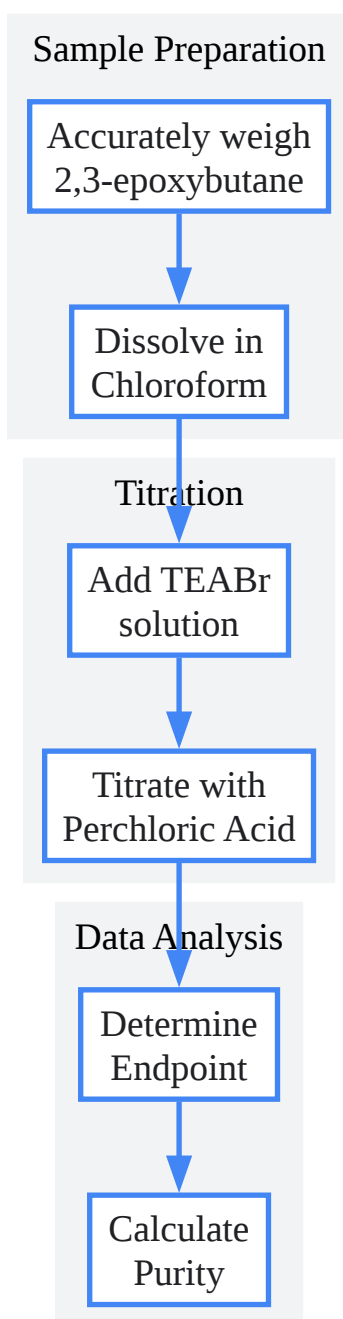 Sample Preparation
Accurately weigh
2,3-epoxybutane
Dissolve in
Chloroform
Titration
Add TEABr
solution
Titrate with
Perchloric Acid
Data Analysis
Determine
Endpoint
Calculate
Purity